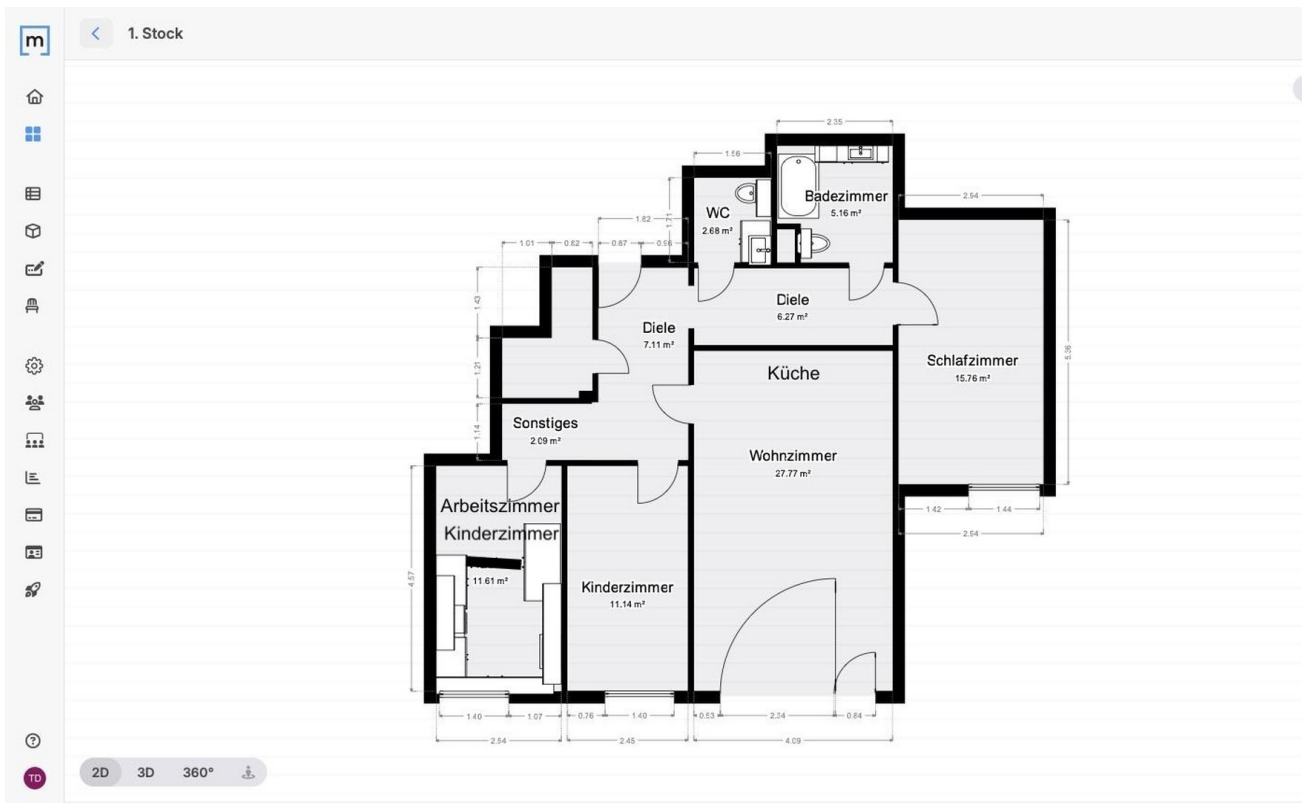 m
1. Stock
2.35
1.56
Badezimmer
5.16 m²
2.94
WC
2.68 m²
1.71
1.82
1.01
0.62
0.87
0.96
1.43
Diele
6.27 m²
Diele
7.11 m²
1.21
Küche
Schlafzimmer
15.76 m²
5.36
Sonstiges
2.09 m²
1.14
Wohnzimmer
27.77 m²
Arbeitszimmer
Kinderzimmer
11.61 m²
4.57
Kinderzimmer
11.14 m²
1.42
1.44
2.94
1.40
1.07
0.76
1.40
0.53
2.34
0.84
2.54
2.45
4.09
2D
3D
360°
?
TD